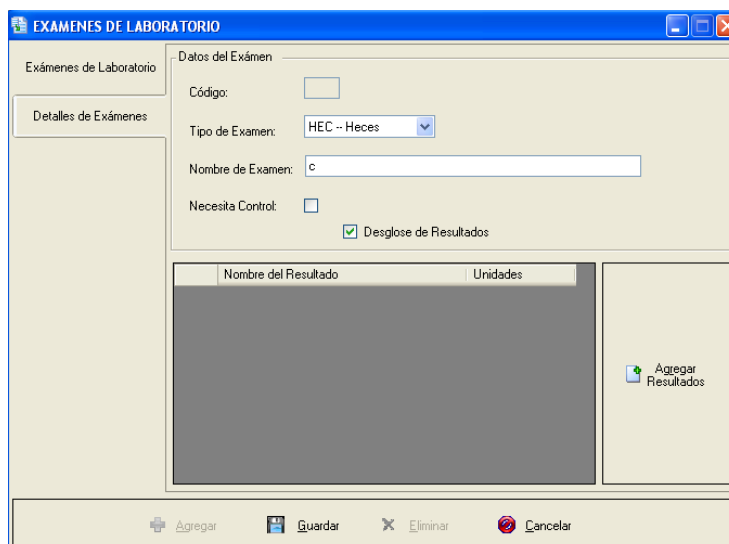 EXAMENES DE LABORATORIO
Exámenes de Laboratorio
Detalles de Exámenes
Datos del Exámen
Código:
Tipo de Examen: HEC -- Heces
Nombre de Examen: c
Necesita Control:
Desglose de Resultados
Nombre del Resultado Unidades
Agregar
Resultados
Agregar Guardar Eliminar Cancelar